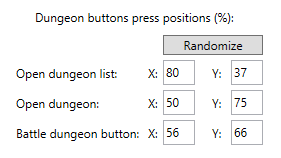 Dungeon buttons press positions (%):
Randomize
Open dungeon list: X: 80 Y: 37
Open dungeon: X: 50 Y: 75
Battle dungeon button: X: 56 Y: 66